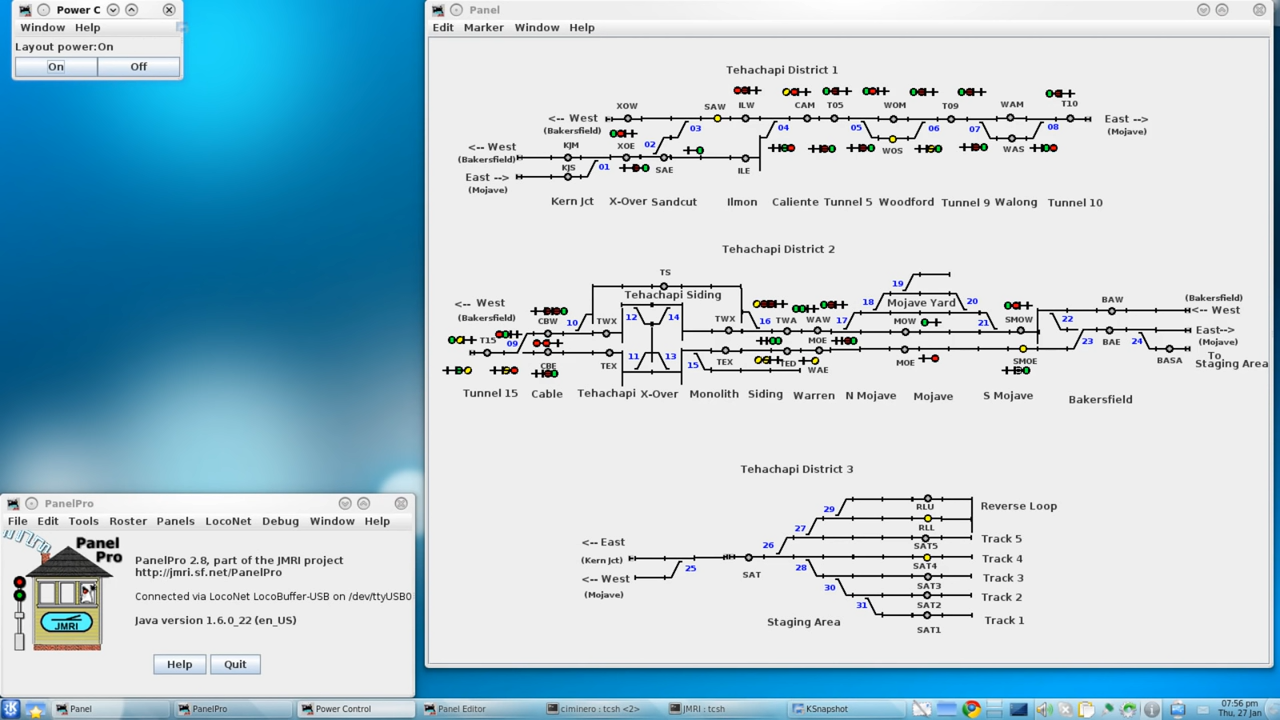 Power C
Window Help
Layout power:On
On Off
Panel
Edit Marker Window Help
Tehachapi District 1
XOW SAW ILW CAM T05 WOM T09 WAM T10
<-- West
(Bakersfield)
East -->
(Mojave)
03 04 05 06 07 08
<-- West
(Bakersfield)
KJM XOE 02 WOS WAS
KJS 01 SAE ILE
East -->
(Mojave)
Kern Jct X-Over Sandcut Ilmon Caliente Tunnel 5 Woodford Tunnel 9 Walong Tunnel 10
Tehachapi District 2
TS
Tehachapi Siding
19
Mojave Yard
<-- West
(Bakersfield)
(Bakersfield)
<-- West
East-->
(Mojave)
To
Staging Area
CBW 10 TWX 12 14 TWX 16 TWA WAW 17 18 MOW 20 21 SMOW 22 BAW
T15 09 CBE TEX 11 13 15 TEX TED MOE WAE MOE SMOE 23 BAE 24 BASA
Tunnel 15 Cable Tehachapi X-Over Monolith Siding Warren N Mojave Mojave S Mojave Bakersfield
Tehachapi District 3
29 RLU Reverse Loop
27 RLL
26 SAT5 Track 5
<-- East
(Kern Jct)
<-- West
(Mojave)
25 SAT 28 SAT4 Track 4
30 SAT3 Track 3
31 SAT2 Track 2
Staging Area SAT1 Track 1
PanelPro
File Edit Tools Roster Panels LocoNet Debug Window Help
Panel
Pro
JMRI
PanelPro 2.8, part of the JMRI project
http://jmri.sf.net/PanelPro
Connected via LocoNet LocoBuffer-USB on /dev/ttyUSB0
Java version 1.6.0_22 (en_US)
Help Quit
Panel PanelPro Power Control Panel Editor ciminero : tcsh <2> JMRI : tcsh KSnapshot
07:56 pm
Thu, 27 Jan